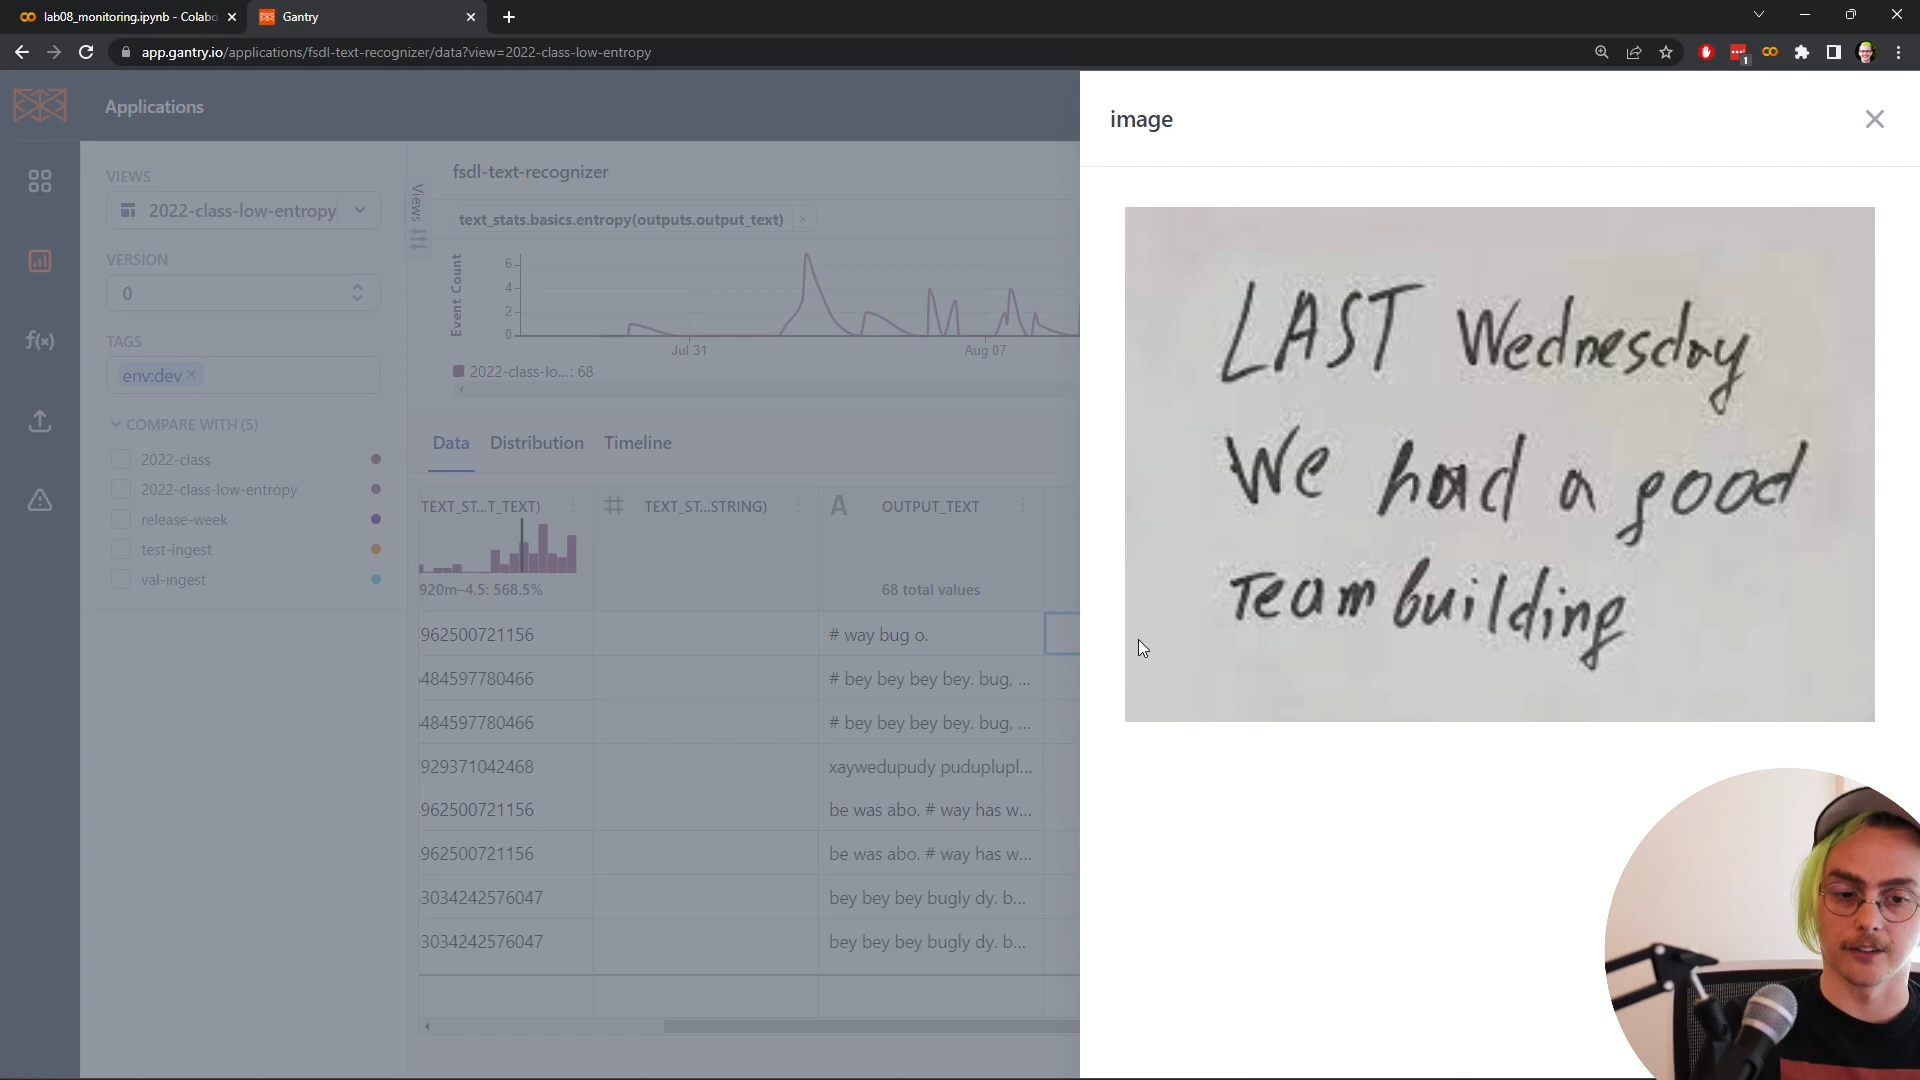 lab08_monitoring.ipynb - Colabo
Gantry
app.gantry.io/applications/fsdl-text-recognizer/data?view=2022-class-low-entropy
1
Applications
image
VIEWS
2022-class-low-entropy
VERSION
0
TAGS
env:dev
COMPARE WITH (5)
2022-class
2022-class-low-entropy
release-week
test-ingest
val-ingest
Views
fsdl-text-recognizer
text_stats.basics.entropy(outputs.output_text)
Event Count
6
4
2
0
Jul 31
Aug 07
2022-class-lo...: 68
Data Distribution Timeline
TEXT_ST...T_TEXT) # TEXT_ST...STRING) A OUTPUT_TEXT
920m–4.5: 568.5% 68 total values
962500721156 # way bug o.
484597780466 # bey bey bey bey. bug, ...
484597780466 # bey bey bey bey. bug, ...
929371042468 xaywedupudy puduplupl...
962500721156 be was abo. # way has w...
962500721156 be was abo. # way has w...
3034242576047 bey bey bey bugly dy. b...
3034242576047 bey bey bey bugly dy. b...
f(x)
LAST Wednesday
We had a good
Team building